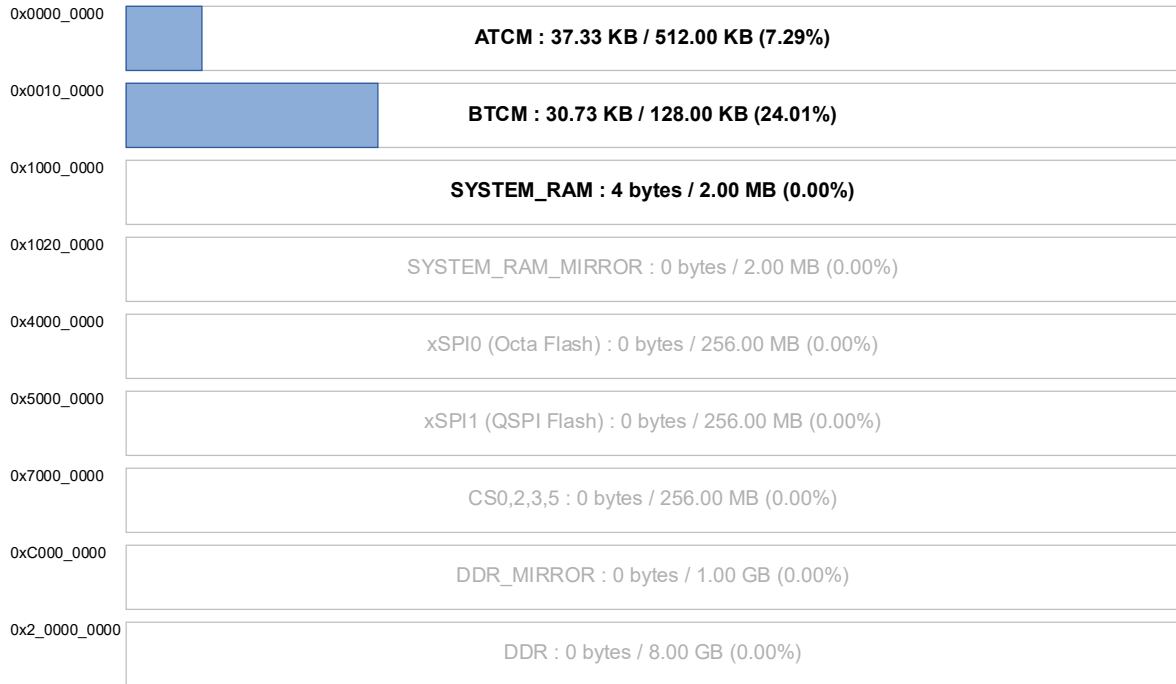 0x0000_0000
ATCM : 37.33 KB / 512.00 KB (7.29%)
0x0010_0000
BTCM : 30.73 KB / 128.00 KB (24.01%)
0x1000_0000
SYSTEM_RAM : 4 bytes / 2.00 MB (0.00%)
0x1020_0000
SYSTEM_RAM_MIRROR : 0 bytes / 2.00 MB (0.00%)
0x4000_0000
xSPI0 (Octa Flash) : 0 bytes / 256.00 MB (0.00%)
0x5000_0000
xSPI1 (QSPI Flash) : 0 bytes / 256.00 MB (0.00%)
0x7000_0000
CS0,2,3,5 : 0 bytes / 256.00 MB (0.00%)
0xC000_0000
DDR_MIRROR : 0 bytes / 1.00 GB (0.00%)
0x2_0000_0000
DDR : 0 bytes / 8.00 GB (0.00%)